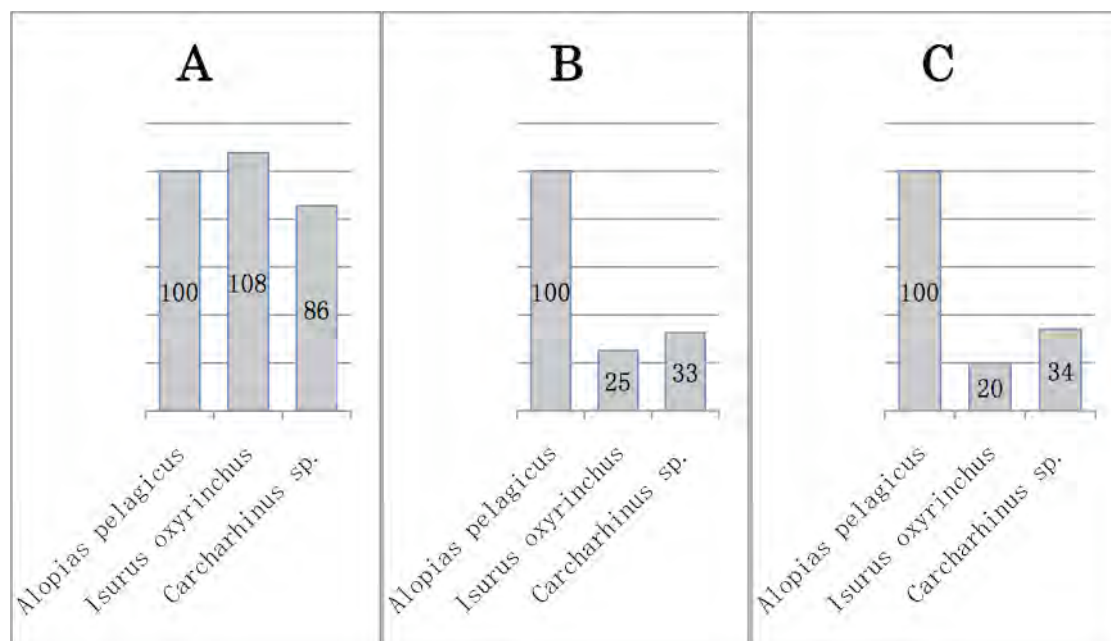 A
100
108
86
Alopias pelagicus
Isurus oxyrinchus
Carcharhinus sp.
B
100
25
33
Alopias pelagicus
Isurus oxyrinchus
Carcharhinus sp.
C
100
20
34
Alopias pelagicus
Isurus oxyrinchus
Carcharhinus sp.